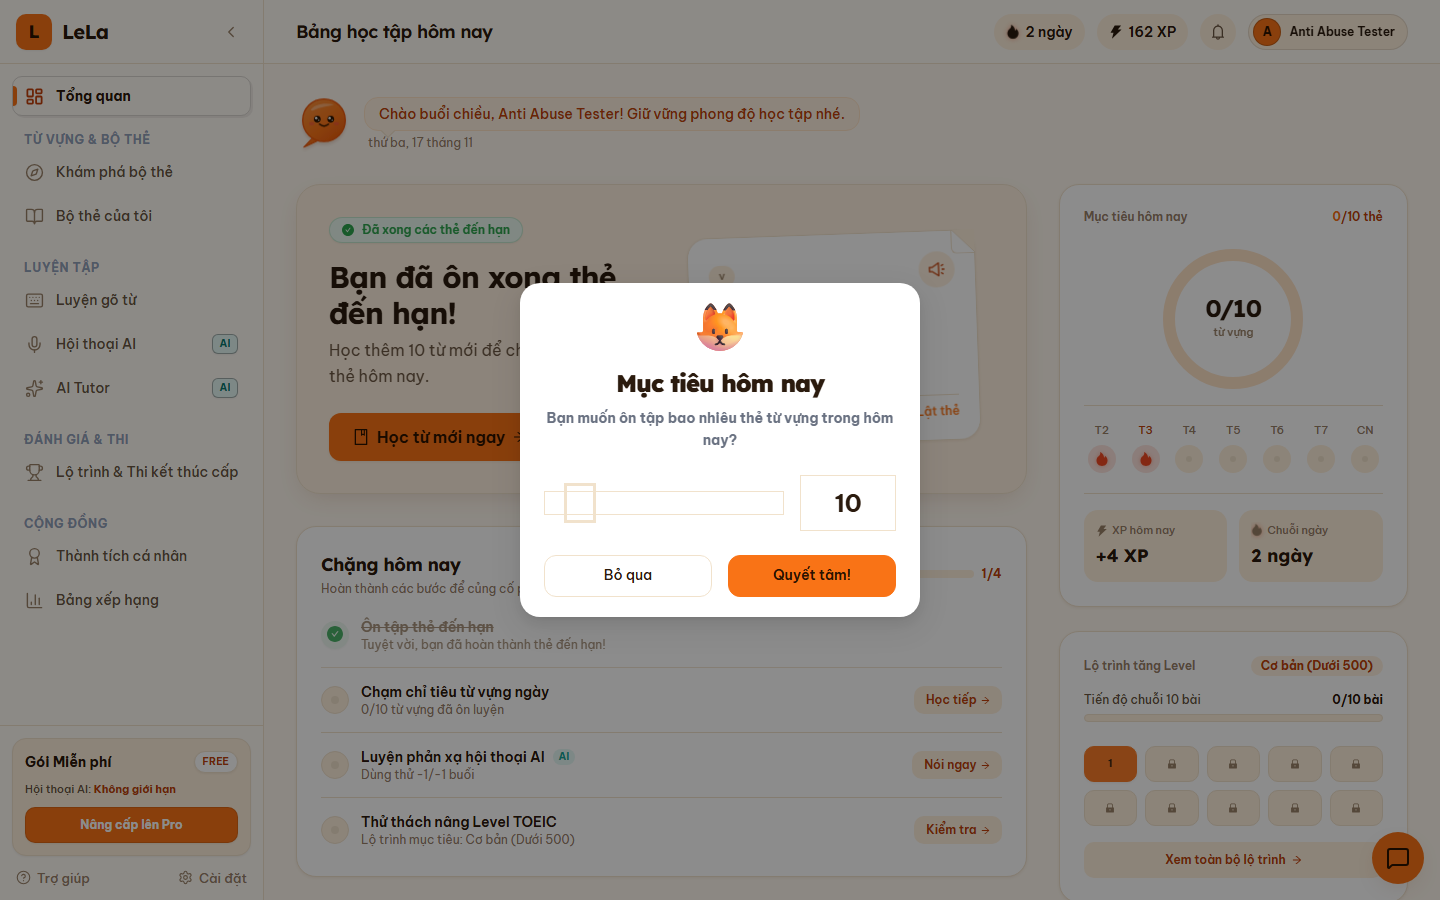 L
LeLa
Bảng học tập hôm nay
2 ngày
162 XP
A
Anti Abuse Tester
Tổng quan
TỪ VỰNG & BỘ THẺ
Khám phá bộ thẻ
Bộ thẻ của tôi
LUYỆN TẬP
Luyện gõ từ
Hội thoại AI
AI
AI Tutor
AI
ĐÁNH GIÁ & THI
Lộ trình & Thi kết thúc cấp
CỘNG ĐỒNG
Thành tích cá nhân
Bảng xếp hạng
Gói Miễn phí
FREE
Hội thoại AI: Không giới hạn
Nâng cấp lên Pro
Trợ giúp
Cài đặt
Chào buổi chiều, Anti Abuse Tester! Giữ vững phong độ học tập nhé.
thứ ba, 17 tháng 11
Đã xong các thẻ đến hạn
Bạn đã ôn xong thẻ
đến hạn!
Học thêm 10 từ mới để
thẻ hôm nay.
Học từ mới ngay
v
Lật thẻ
Mục tiêu hôm nay
Bạn muốn ôn tập bao nhiêu thẻ từ vựng trong hôm
nay?
10
Bỏ qua
Quyết tâm!
Chặng hôm nay
1/4
Hoàn thành các bước để củng cố
Ôn tập thẻ đến hạn
Tuyệt vời, bạn đã hoàn thành thẻ đến hạn!
Chạm chỉ tiêu từ vựng ngày
0/10 từ vựng đã ôn luyện
Học tiếp →
Luyện phản xạ hội thoại AI
AI
Dùng thử -1/-1 buổi
Nói ngay →
Thử thách nâng Level TOEIC
Lộ trình mục tiêu: Cơ bản (Dưới 500)
Kiểm tra →
Mục tiêu hôm nay
0/10 thẻ
0/10
từ vựng
T2
T3
T4
T5
T6
T7
CN
XP hôm nay
+4 XP
Chuỗi ngày
2 ngày
Lộ trình tăng Level
Cơ bản (Dưới 500)
Tiến độ chuỗi 10 bài
0/10 bài
1
Xem toàn bộ lộ trình →